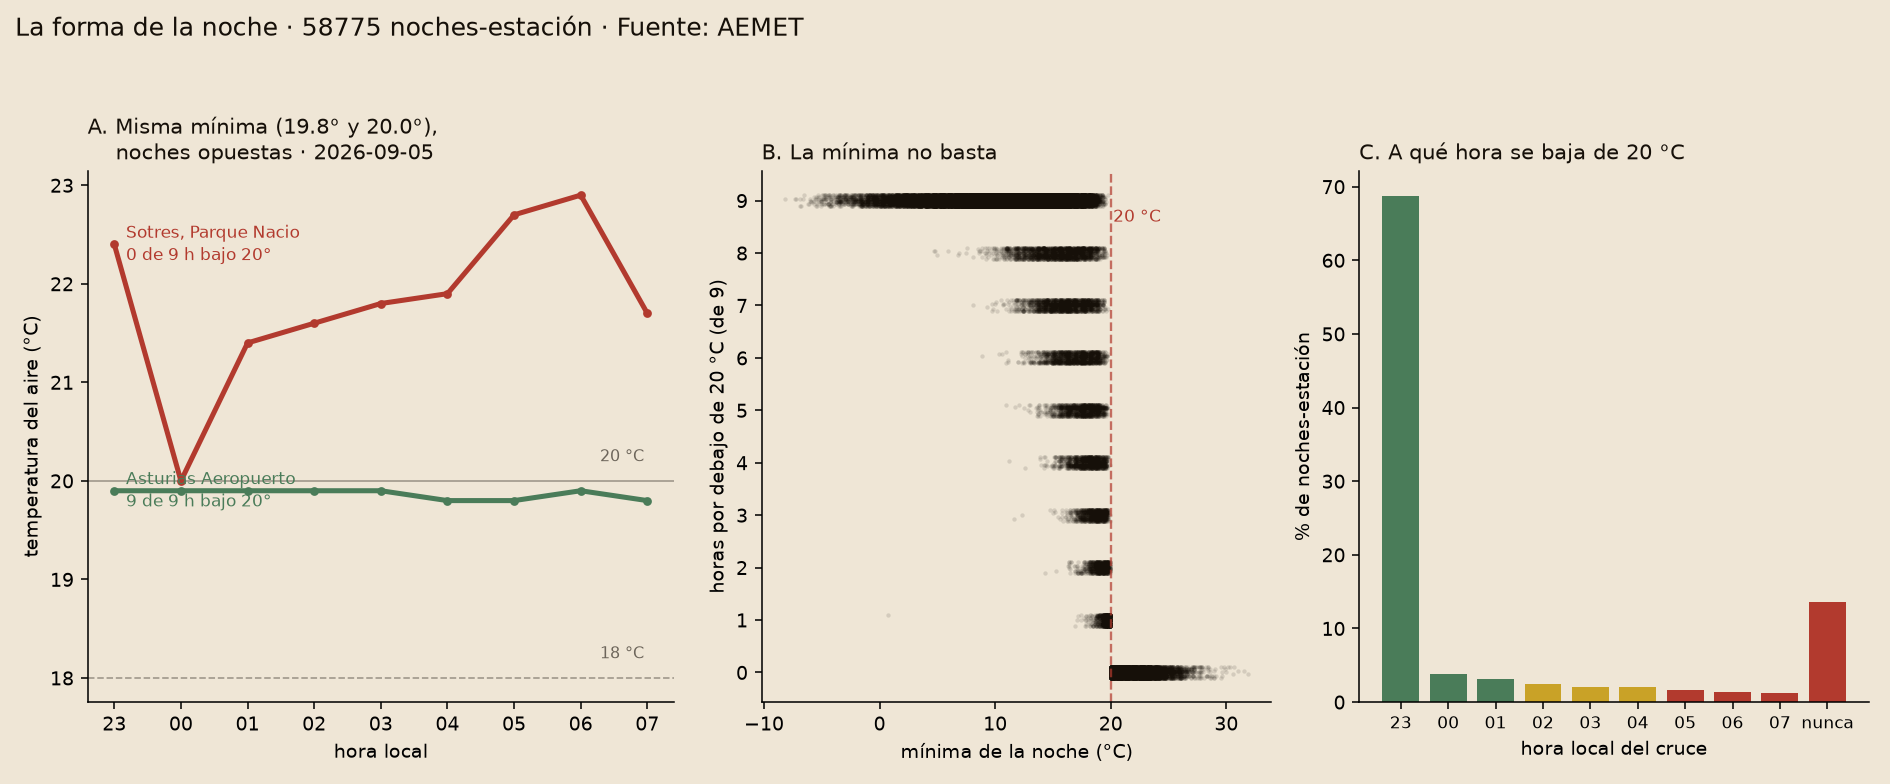 La forma de la noche · 58775 noches-estación · Fuente: AEMET
A. Misma mínima (19.8° y 20.0°),
noches opuestas · 2026-09-05
23
22
21
20
19
18
temperatura del aire (°C)
Sotres, Parque Nacio
0 de 9 h bajo 20°
20 °C
Asturias Aeropuerto
9 de 9 h bajo 20°
18 °C
23 00 01 02 03 04 05 06 07
hora local
B. La mínima no basta
9
8
7
6
5
4
3
2
1
0
horas por debajo de 20 °C (de 9)
20 °C
−10 0 10 20 30
mínima de la noche (°C)
C. A qué hora se baja de 20 °C
70
60
50
40
30
20
10
0
% de noches-estación
23 00 01 02 03 04 05 06 07 nunca
hora local del cruce